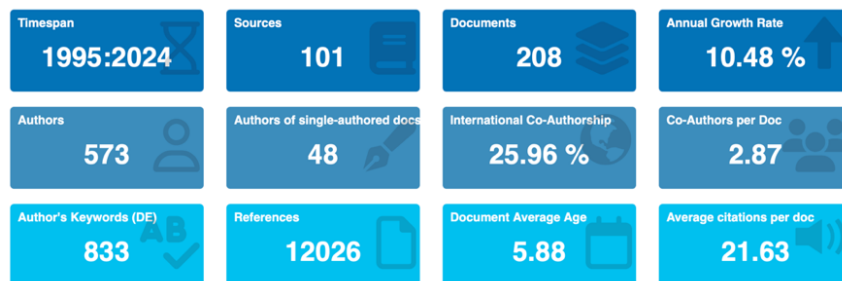 Timespan
1995:2024
Sources
101
Documents
208
Annual Growth Rate
10.48 %
Authors
573
Authors of single-authored docs
48
International Co-Authorship
25.96 %
Co-Authors per Doc
2.87
Author's Keywords (DE)
833
AB
References
12026
Document Average Age
5.88
Average citations per doc
21.63